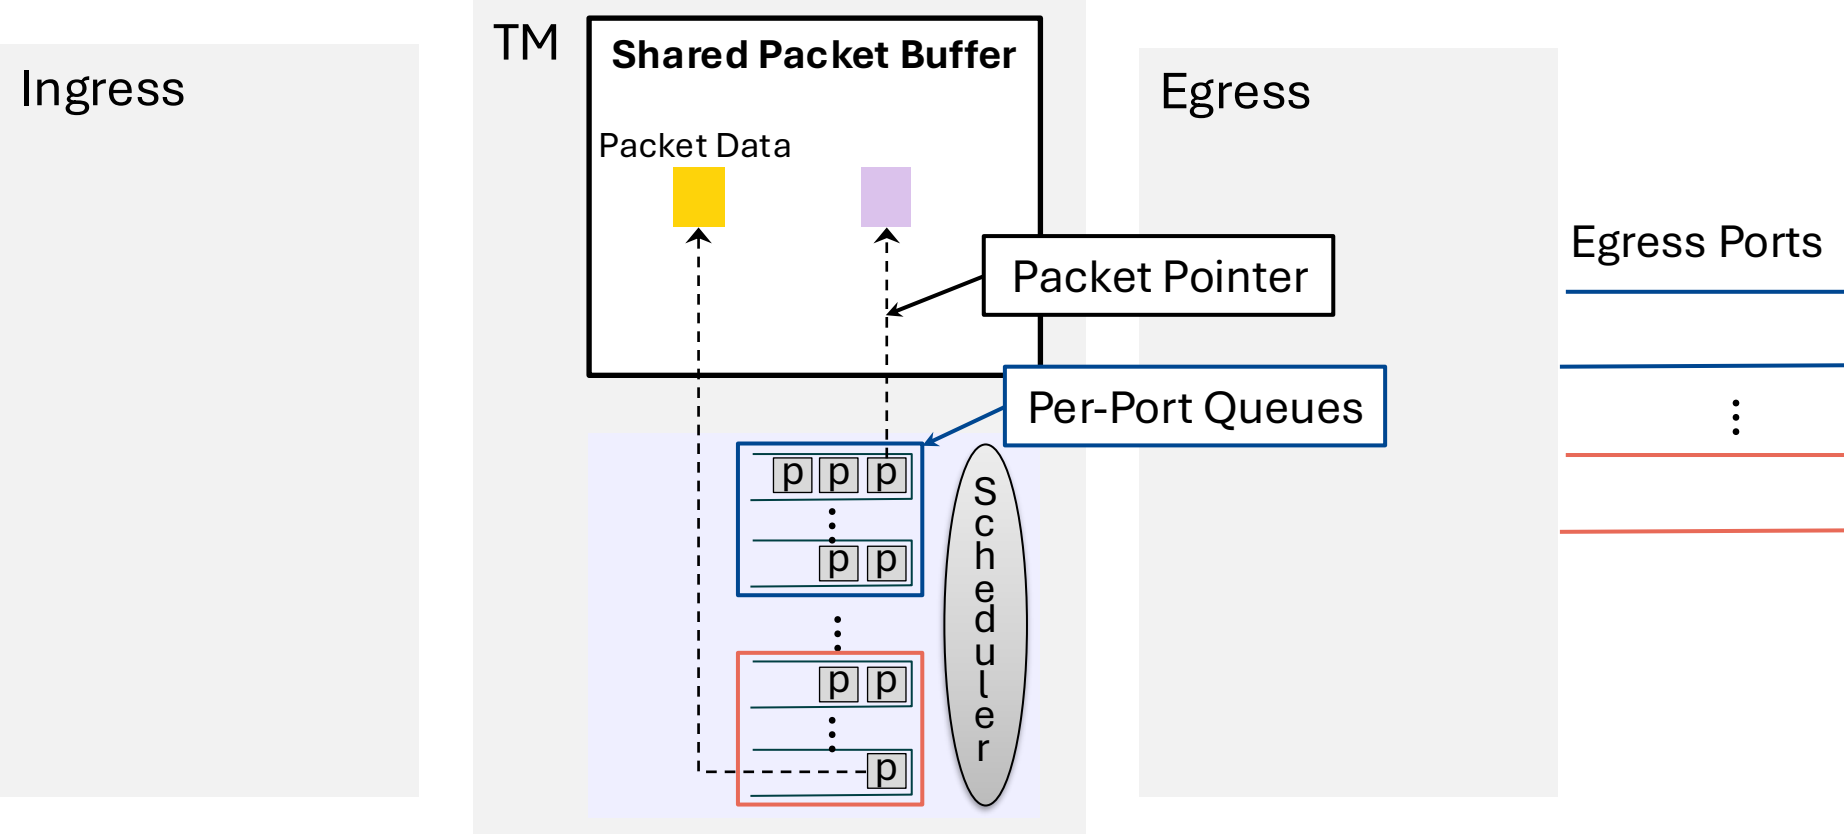 Ingress
TM
Shared Packet Buffer
Packet Data
Egress
Packet Pointer
Egress Ports
Per-Port Queues
p p p
p p
p p
p
Scheduler